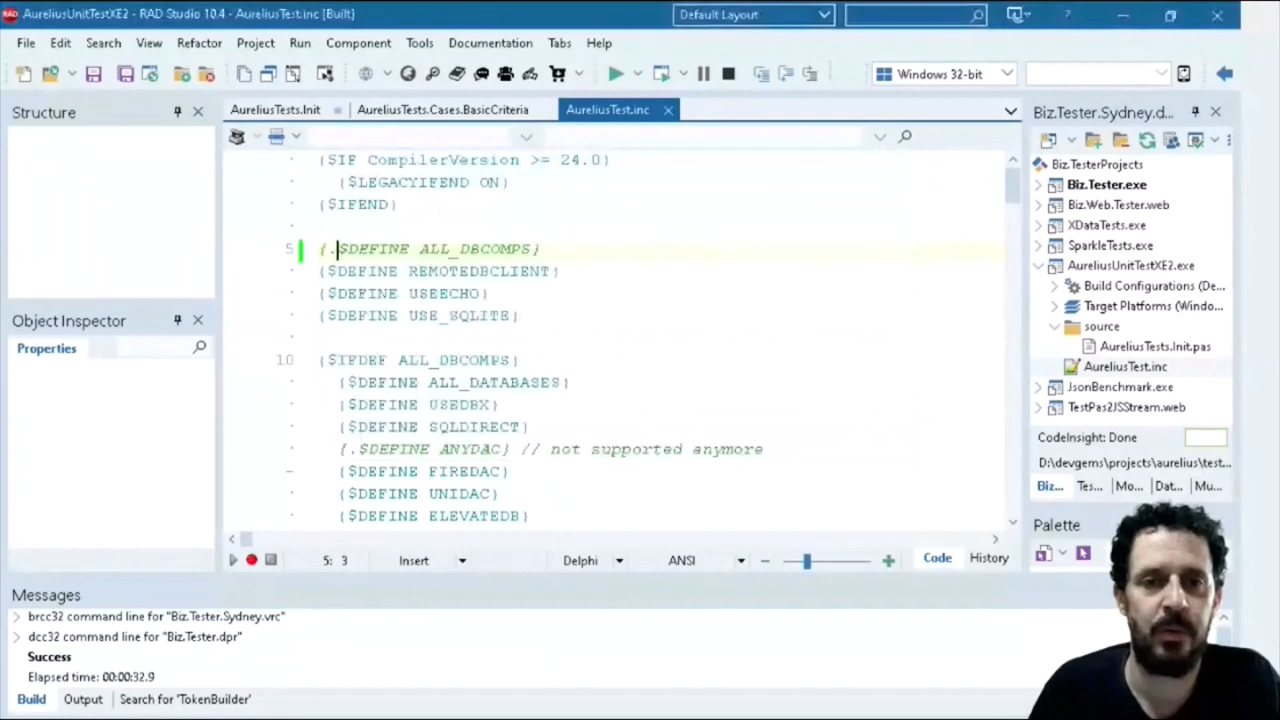 AureliusUnitTestXE2 - RAD Studio 10.4 - AureliusTest.inc [Built]
Default Layout
File Edit Search View Refactor Project Run Component Tools Documentation Tabs Help
Windows 32-bit
Structure
AureliusTests.Init
AureliusTests.Cases.BasicCriteria
AureliusTest.inc
{$IF CompilerVersion >= 24.0}
{$LEGACYIFEND ON}
{$IFEND}
5 {.$DEFINE ALL_DBCOMPS}
{$DEFINE REMOTEDBCLIENT}
{$DEFINE USEECHO}
{$DEFINE USE_SQLITE}
10 {$IFDEF ALL_DBCOMPS}
{$DEFINE ALL_DATABASES}
{$DEFINE USEDBX}
{$DEFINE SQLDIRECT}
{.$DEFINE ANYDAC} // not supported anymore
{$DEFINE FIREDAC}
{$DEFINE UNIDAC}
{$DEFINE ELEVATEDB}
5: 3
Insert
Delphi
ANSI
Code
History
Object Inspector
Properties
Biz.Tester.Sydney.d...
Biz.TesterProjects
Biz.Tester.exe
Biz.Web.Tester.web
XDataTests.exe
SparkleTests.exe
AureliusUnitTestXE2.exe
Build Configurations (De...
Target Platforms (Windo...
source
AureliusTests.Init.pas
AureliusTest.inc
JsonBenchmark.exe
TestPas2JSStream.web
CodeInsight: Done
D:\devgems\projects\aurelius\test...
Biz... Tes... Mo... Dat... Mu...
Palette
Messages
brcc32 command line for "Biz.Tester.Sydney.vrc"
dcc32 command line for "Biz.Tester.dpr"
Success
Elapsed time: 00:00:32.9
Build Output Search for 'TokenBuilder'